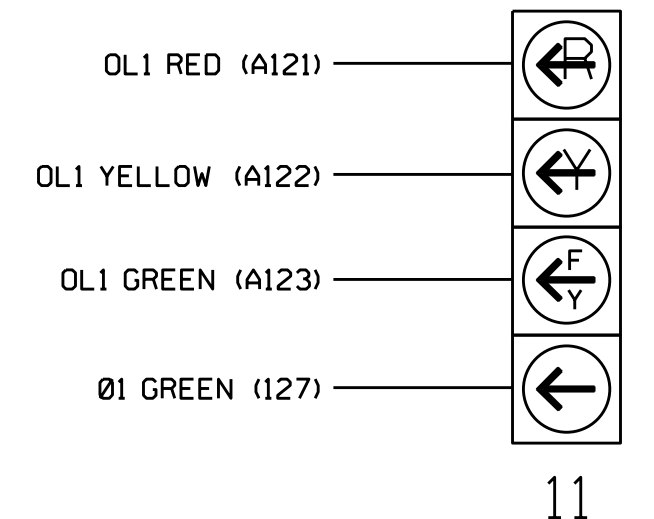 OL1 RED (A121)
R
OL1 YELLOW (A122)
Y
OL1 GREEN (A123)
F
Y
Ø1 GREEN (127)
11